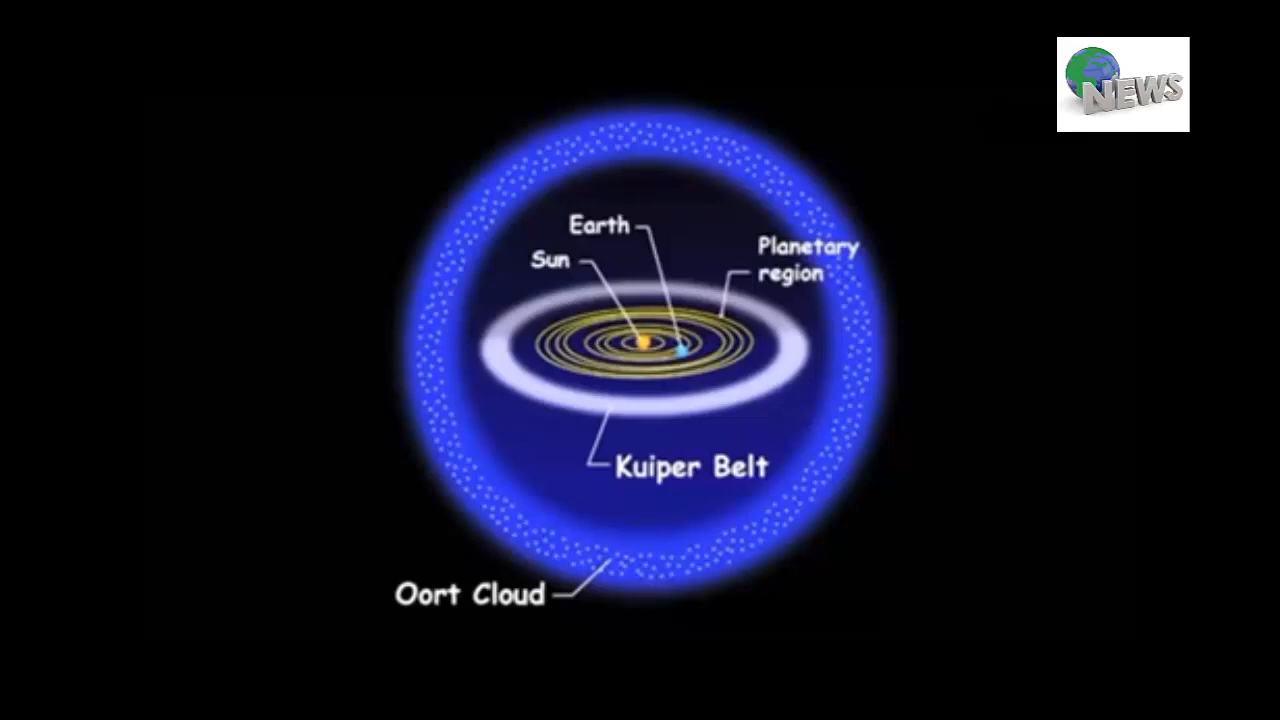 NEWS
Earth
Sun
Planetary
region
Kuiper Belt
Oort Cloud